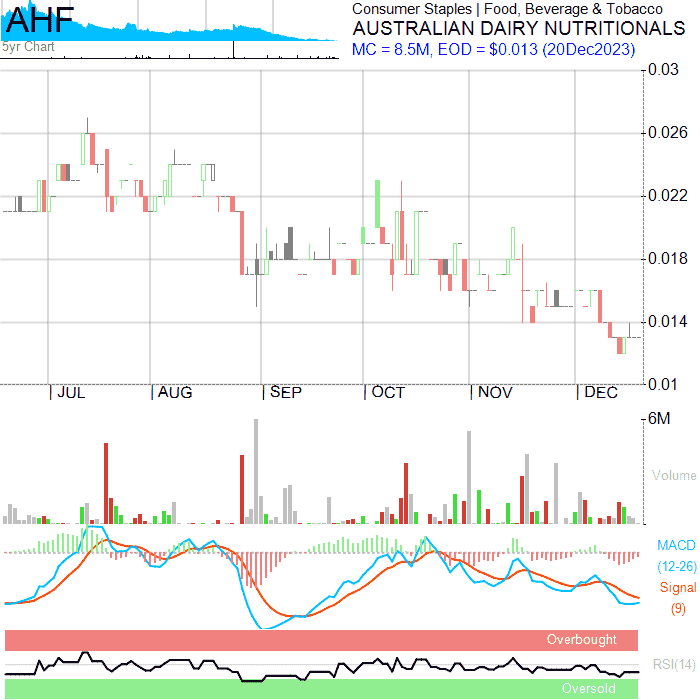 AHF
5yr Chart
Consumer Staples | Food, Beverage & Tobacco
AUSTRALIAN DAIRY NUTRITIONALS
MC = 8.5M, EOD = $0.013 (20Dec2023)
0.03
0.026
0.022
0.018
0.014
0.01
JUL AUG SEP OCT NOV DEC
6M
Volume
MACD
(12-26)
Signal
(9)
Overbought
RSI(14)
Oversold